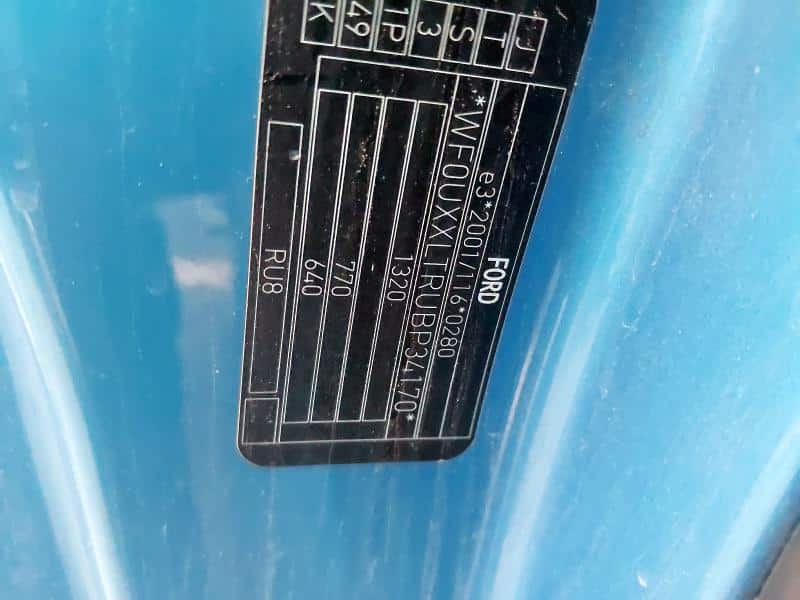 J
T
S
3
1P
49
K
FORD
e3*2001/116*0280
*WF0UXXLTRUBP34170*
1320
770
640
RU8